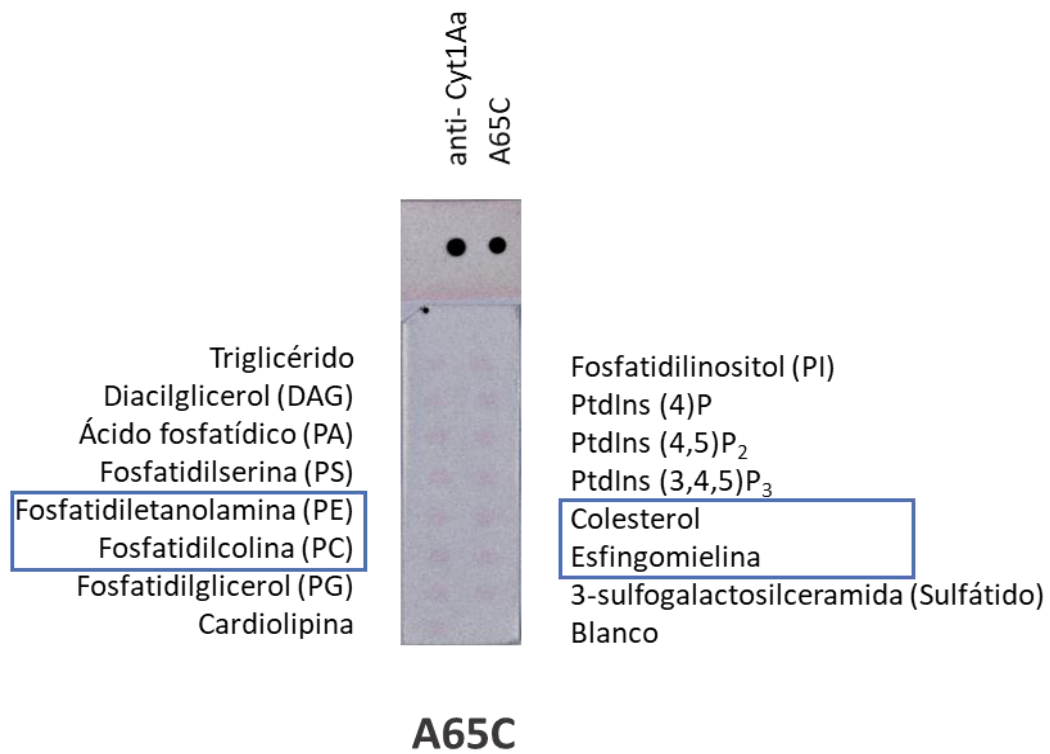 anti- Cyt1Aa
A65C
Triglicérido
Diacilglicerol (DAG)
Ácido fosfatídico (PA)
Fosfatidilserina (PS)
Fosfatidiletanolamina (PE)
Fosfatidilcolina (PC)
Fosfatidilglicerol (PG)
Cardiolipina
Fosfatidilinositol (PI)
PtdIns (4)P
PtdIns (4,5)P₂
PtdIns (3,4,5)P₃
Colesterol
Esfingomielina
3-sulfogalactosilceramida (Sulfátido)
Blanco
A65C